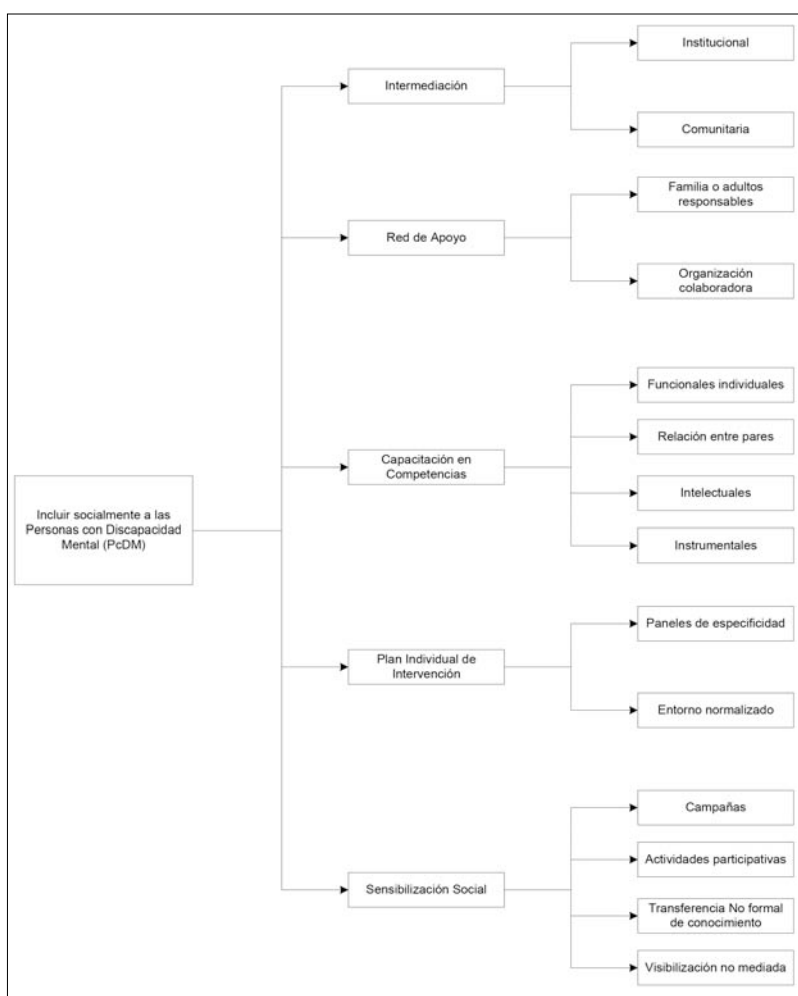 Institucional
Intermediación
Comunitaria
Familia o adultos
responsables
Red de Apoyo
Organización
colaboradora
Funcionales individuales
Relación entre pares
Capacitación en
Competencias
Intelectuales
Instrumentales
Incluir socialmente a las
Personas con Discapacidad
Mental (PcDM)
Paneles de especificidad
Plan Individual de
Intervención
Entorno normalizado
Campañas
Actividades participativas
Sensibilización Social
Transferencia No formal
de conocimiento
Visibilización no mediada